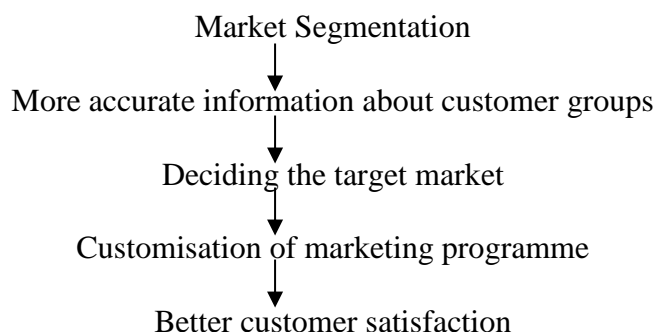 Market Segmentation
More accurate information about customer groups
Deciding the target market
Customisation of marketing programme
Better customer satisfaction